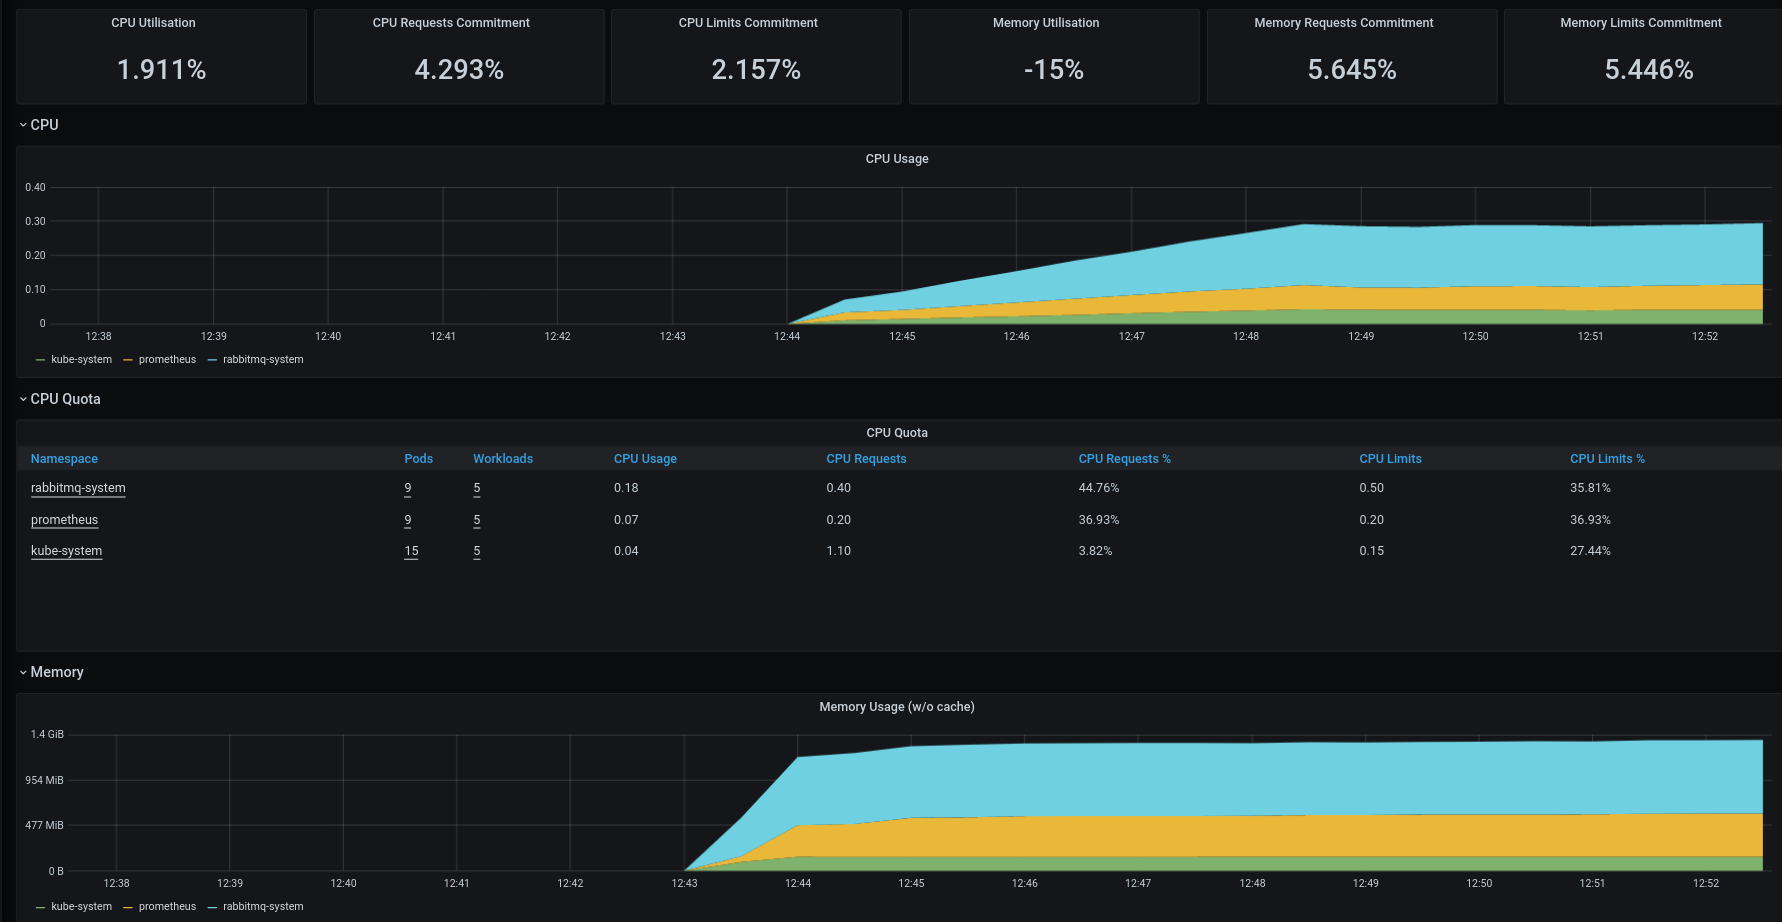 CPU Utilisation CPU Requests Commitment CPU Limits Commitment Memory Utilisation Memory Requests Commitment Memory Limits Commitment
1.911% 4.293% 2.157% -15% 5.645% 5.446%
CPU
CPU Usage
0.40
0.30
0.20
0.10
0
12:38 12:39 12:40 12:41 12:42 12:43 12:44 12:45 12:46 12:47 12:48 12:49 12:50 12:51 12:52
kube-system prometheus rabbitmq-system
CPU Quota
CPU Quota
Namespace Pods Workloads CPU Usage CPU Requests CPU Requests % CPU Limits CPU Limits %
rabbitmq-system 9 5 0.18 0.40 44.76% 0.50 35.81%
prometheus 9 5 0.07 0.20 36.93% 0.20 36.93%
kube-system 15 5 0.04 1.10 3.82% 0.15 27.44%
Memory
Memory Usage (w/o cache)
1.4 GiB
954 MiB
477 MiB
0 B
12:38 12:39 12:40 12:41 12:42 12:43 12:44 12:45 12:46 12:47 12:48 12:49 12:50 12:51 12:52
kube-system prometheus rabbitmq-system